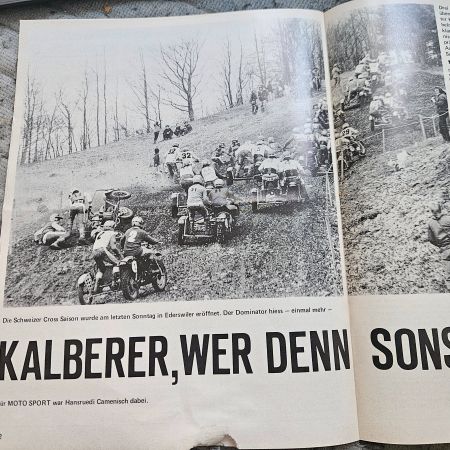 Die Schweizer Cross Saison wurde am letzten Sonntag in Ederswiler eröffnet. Der Dominator hiess – einmal mehr –
KALBERER, WER DENN SONS
ür MOTO SPORT war Hansruedi Camenisch dabei.